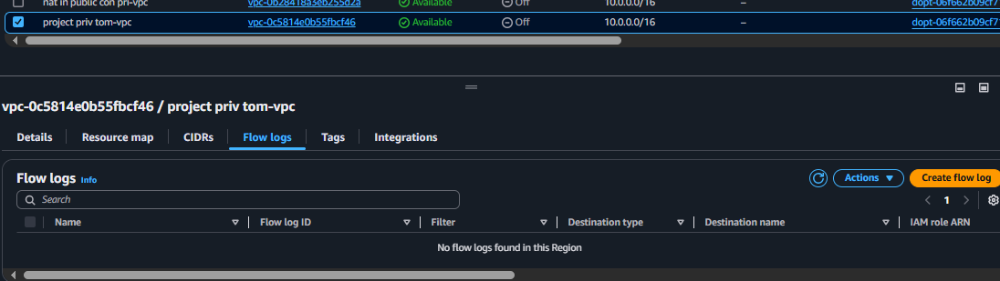 nat in public con pri-vpc vpc-0b28418a3eb255d2a Available Off 10.0.0.0/16 – dopt-06f662b09cf7
project priv tom-vpc vpc-0c5814e0b55fbcf46 Available Off 10.0.0.0/16 – dopt-06f662b09cf7
vpc-0c5814e0b55fbcf46 / project priv tom-vpc
Details Resource map CIDRs Flow logs Tags Integrations
Flow logs Info Actions Create flow log
Search 1
Name Flow log ID Filter Destination type Destination name IAM role ARN
No flow logs found in this Region